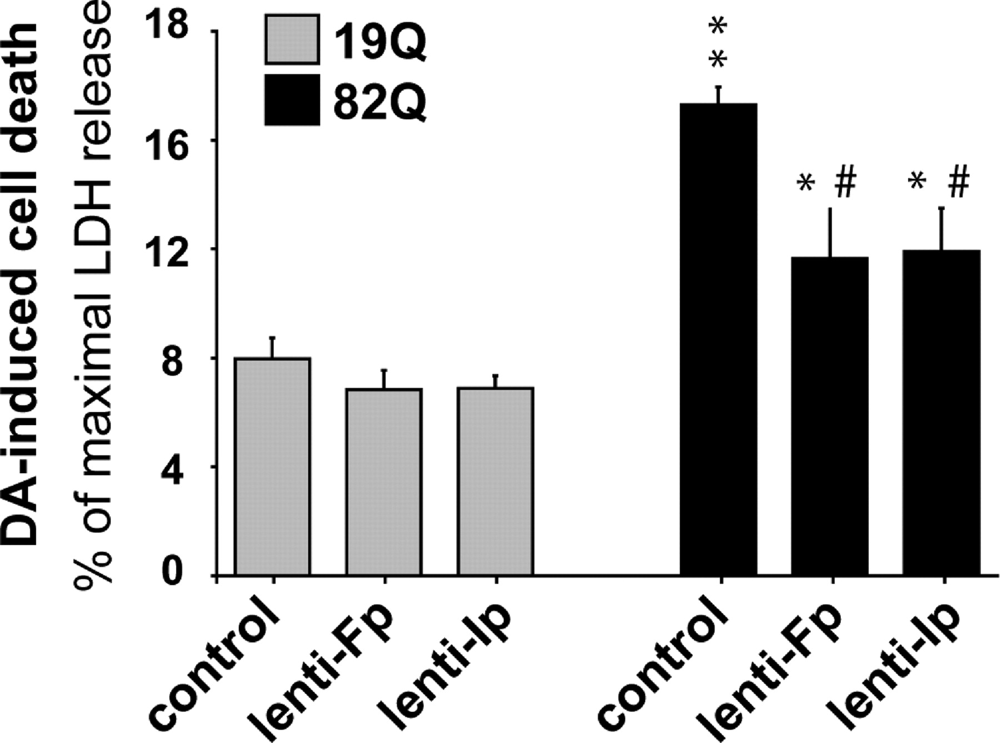 DA-induced cell death
% of maximal LDH release
18
16
12
8
4
0
19Q
82Q
*
*
* #
* #
control
lenti-Fp
lenti-Ip
control
lenti-Fp
lenti-Ip